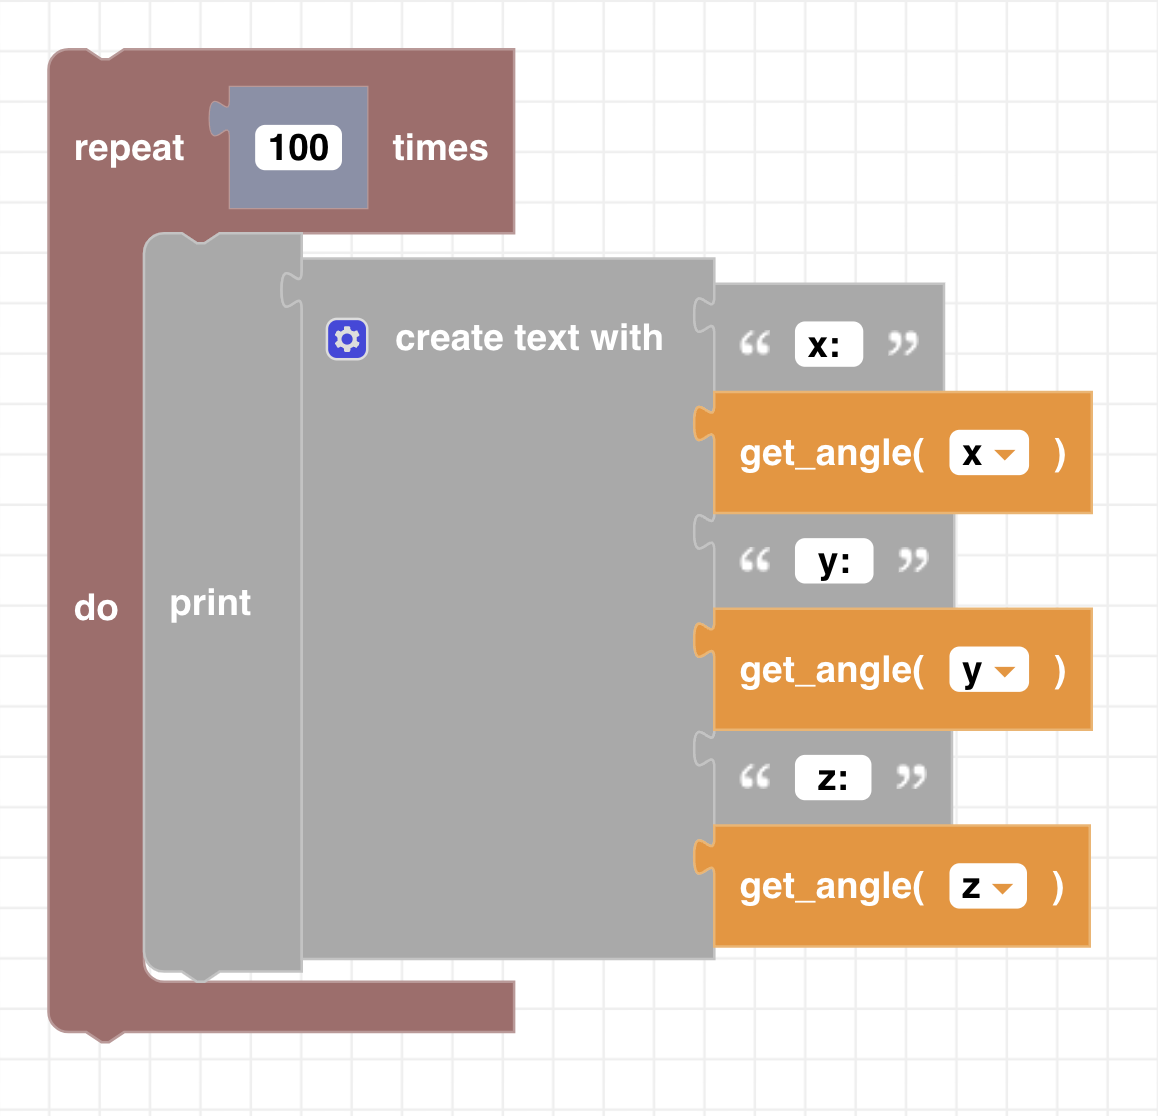 repeat 100 times
create text with “ x: ”
get_angle( x )
“ y: ”
do print
get_angle( y )
“ z: ”
get_angle( z )